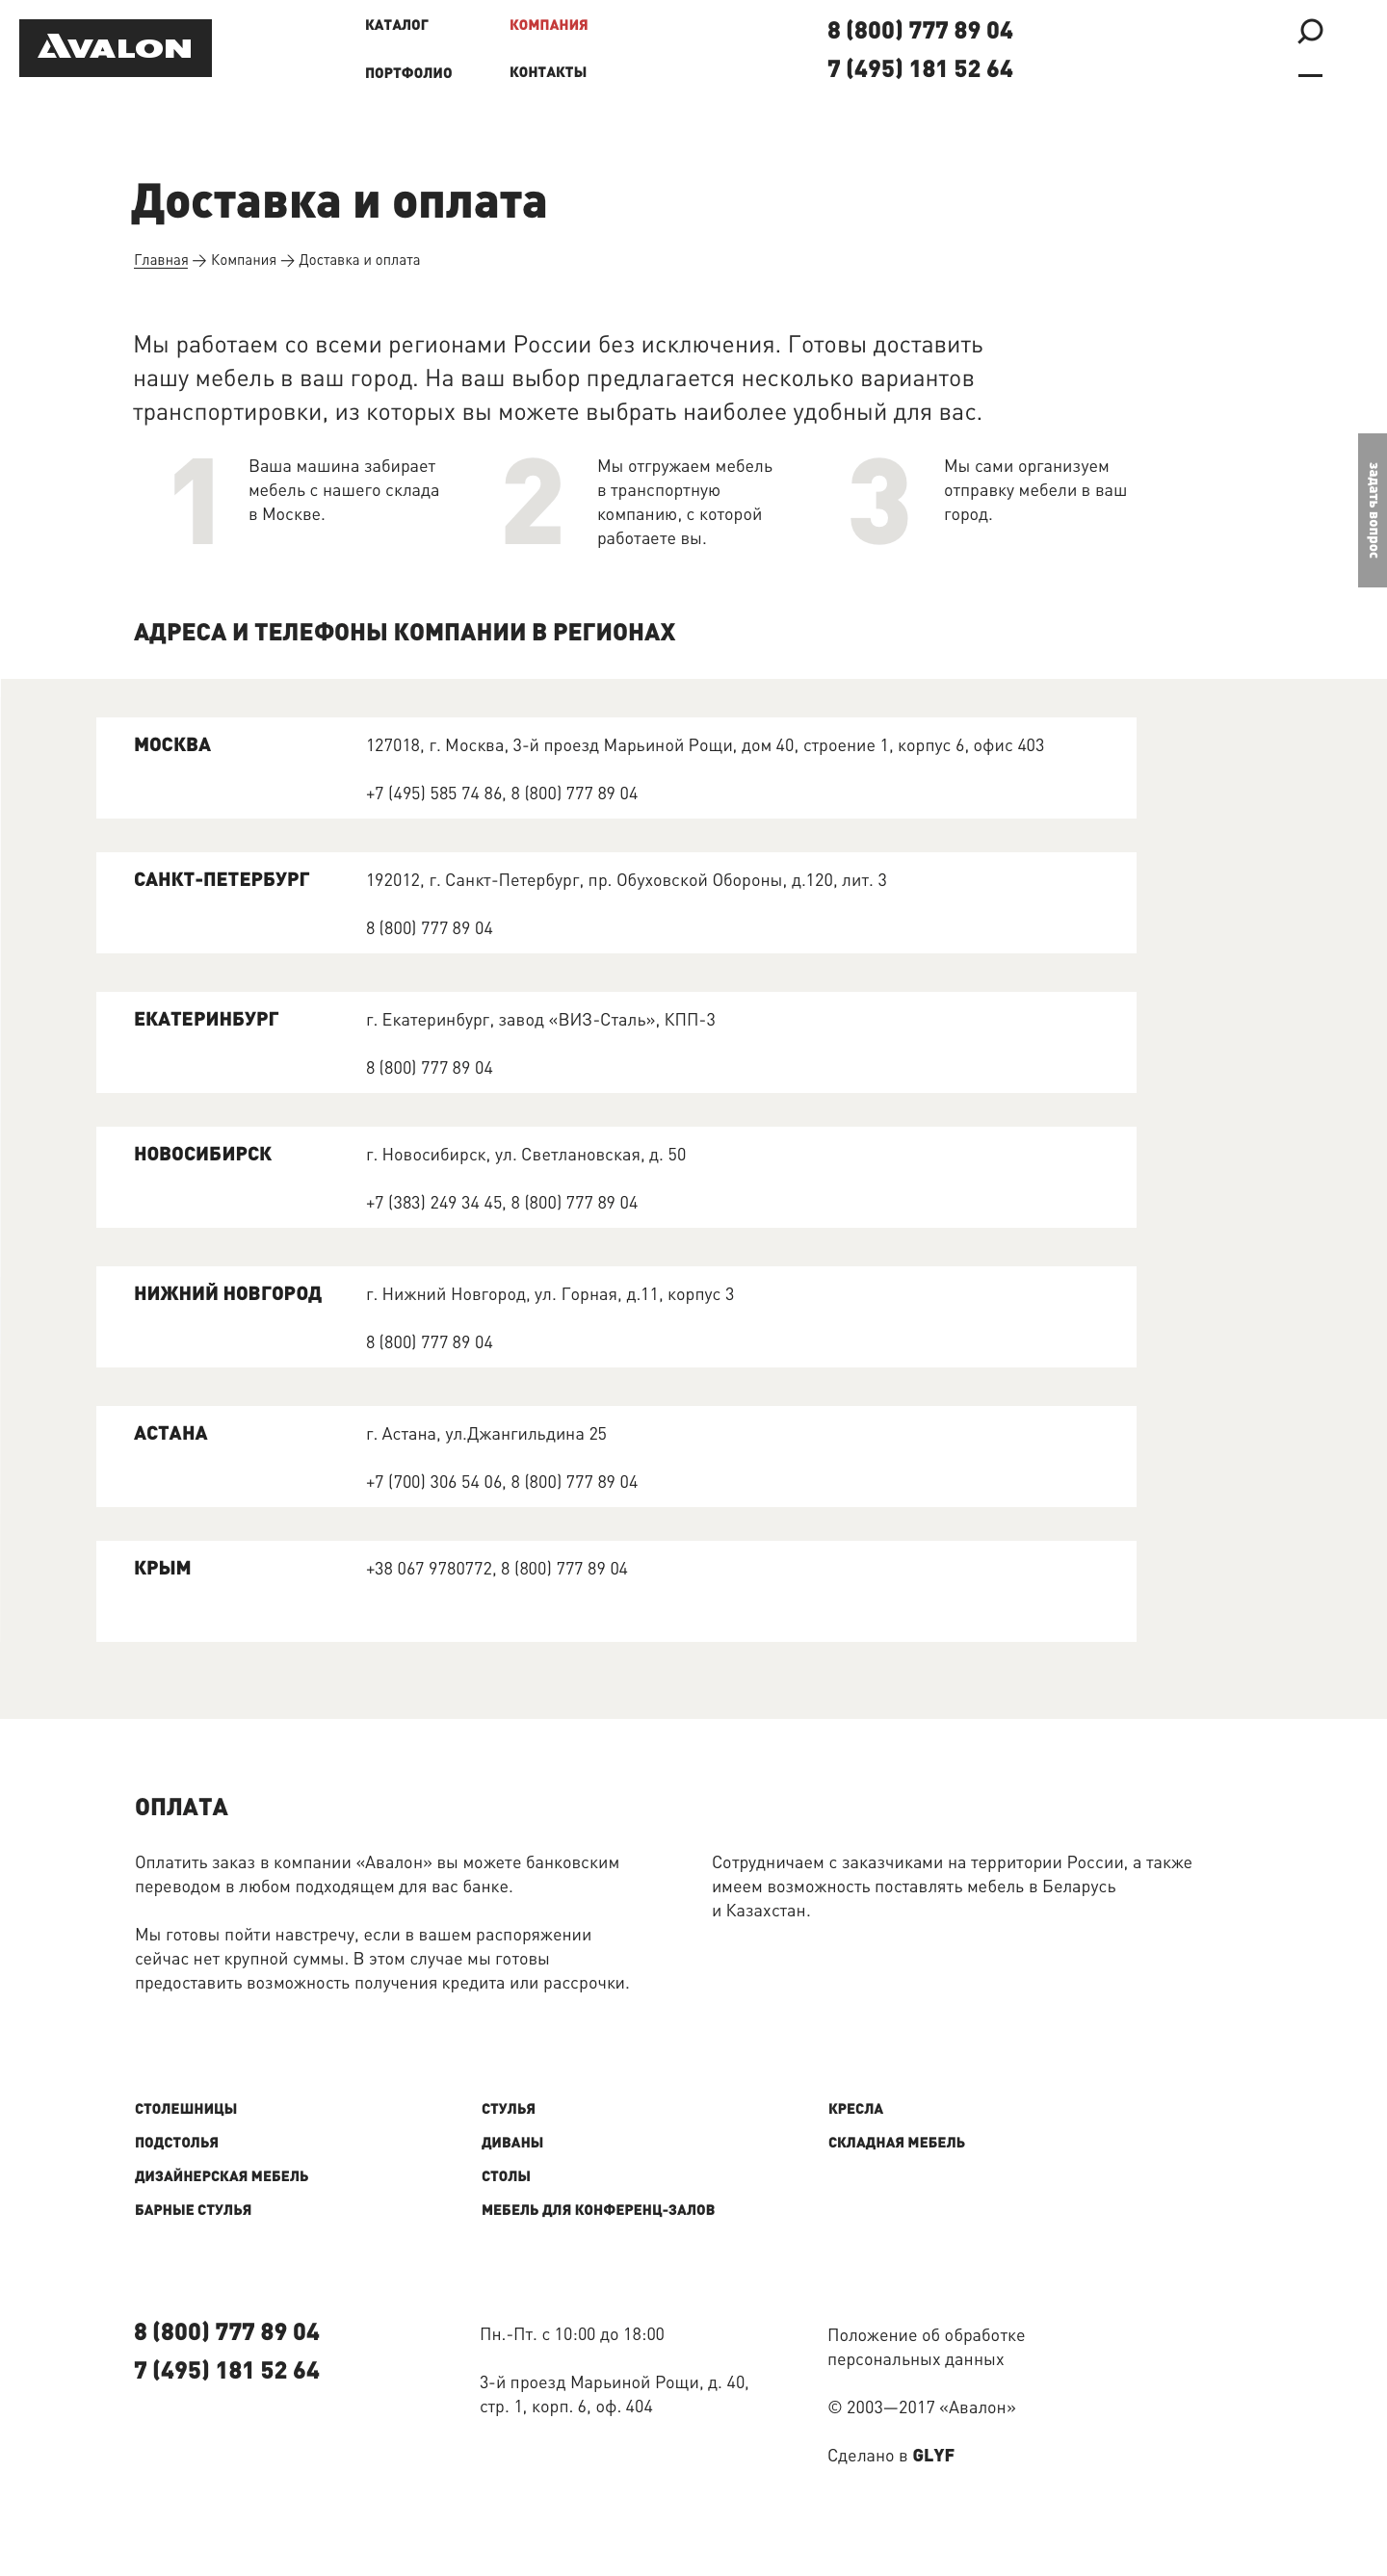 AVALON
КАТАЛОГ
КОМПАНИЯ
ПОРТФОЛИО
КОНТАКТЫ
8 (800) 777 89 04
7 (495) 181 52 64
Доставка и оплата
Главная → Компания → Доставка и оплата
Мы работаем со всеми регионами России без исключения. Готовы доставить
нашу мебель в ваш город. На ваш выбор предлагается несколько вариантов
транспортировки, из которых вы можете выбрать наиболее удобный для вас.
1
Ваша машина забирает
мебель с нашего склада
в Москве.
2
Мы отгружаем мебель
в транспортную
компанию, с которой
работаете вы.
3
Мы сами организуем
отправку мебели в ваш
город.
задать вопрос
АДРЕСА И ТЕЛЕФОНЫ КОМПАНИИ В РЕГИОНАХ
МОСКВА
127018, г. Москва, 3-й проезд Марьиной Рощи, дом 40, строение 1, корпус 6, офис 403
+7 (495) 585 74 86, 8 (800) 777 89 04
САНКТ-ПЕТЕРБУРГ
192012, г. Санкт-Петербург, пр. Обуховской Обороны, д.120, лит. 3
8 (800) 777 89 04
ЕКАТЕРИНБУРГ
г. Екатеринбург, завод «ВИЗ-Сталь», КПП-3
8 (800) 777 89 04
НОВОСИБИРСК
г. Новосибирск, ул. Светлановская, д. 50
+7 (383) 249 34 45, 8 (800) 777 89 04
НИЖНИЙ НОВГОРОД
г. Нижний Новгород, ул. Горная, д.11, корпус 3
8 (800) 777 89 04
АСТАНА
г. Астана, ул.Джангильдина 25
+7 (700) 306 54 06, 8 (800) 777 89 04
КРЫМ
+38 067 9780772, 8 (800) 777 89 04
ОПЛАТА
Оплатить заказ в компании «Авалон» вы можете банковским
переводом в любом подходящем для вас банке.
Мы готовы пойти навстречу, если в вашем распоряжении
сейчас нет крупной суммы. В этом случае мы готовы
предоставить возможность получения кредита или рассрочки.
Сотрудничаем с заказчиками на территории России, а также
имеем возможность поставлять мебель в Беларусь
и Казахстан.
СТОЛЕШНИЦЫ
ПОДСТОЛЬЯ
ДИЗАЙНЕРСКАЯ МЕБЕЛЬ
БАРНЫЕ СТУЛЬЯ
СТУЛЬЯ
ДИВАНЫ
СТОЛЫ
МЕБЕЛЬ ДЛЯ КОНФЕРЕНЦ-ЗАЛОВ
КРЕСЛА
СКЛАДНАЯ МЕБЕЛЬ
8 (800) 777 89 04
7 (495) 181 52 64
Пн.-Пт. с 10:00 до 18:00
3-й проезд Марьиной Рощи, д. 40,
стр. 1, корп. 6, оф. 404
Положение об обработке
персональных данных
© 2003—2017 «Авалон»
Сделано в GLYF